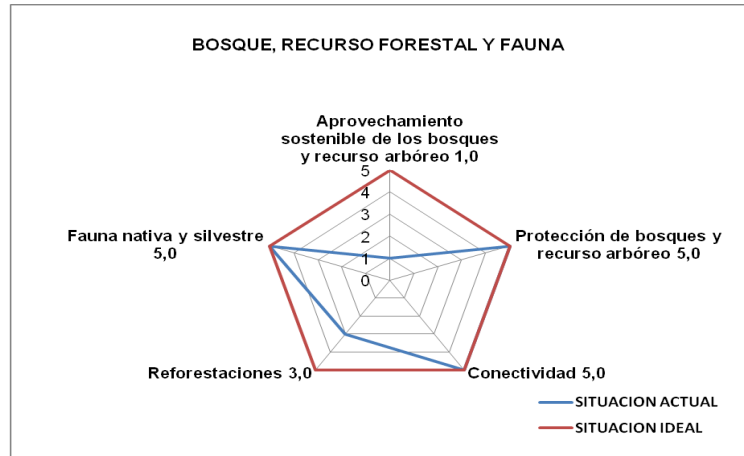 BOSQUE, RECURSO FORESTAL Y FAUNA
Aprovechamiento
sostenible de los bosques
y recurso arbóreo 1,0
5
4
3
2
1
0
Fauna nativa y silvestre
5,0
Protección de bosques y
recurso arbóreo 5,0
Reforestaciones 3,0
Conectividad 5,0
SITUACION ACTUAL
SITUACION IDEAL